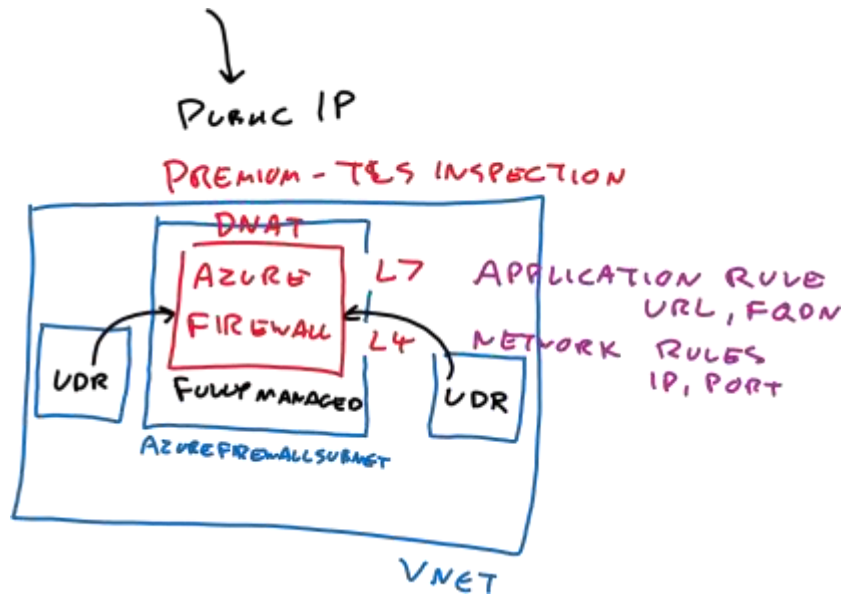 PUBLIC IP
PREMIUM - TLS INSPECTION
DNAT
AZURE
FIREWALL
L7
APPLICATION RULE
URL, FQDN
L4
NETWORK RULES
IP, PORT
UDR
FULLY MANAGED
UDR
AZUREFIREWALLSUBNET
VNET